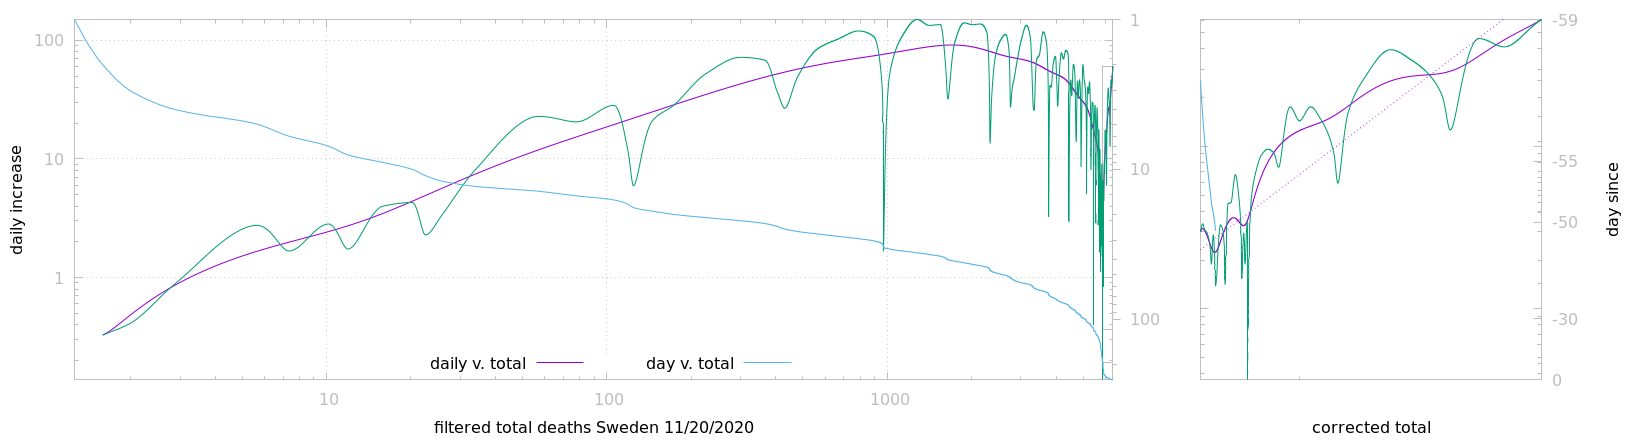 100
10
1
daily increase
daily v. total
day v. total
10
100
1000
filtered total deaths Sweden 11/20/2020
1
10
100
-59
-55
-50
-30
0
day since
corrected total